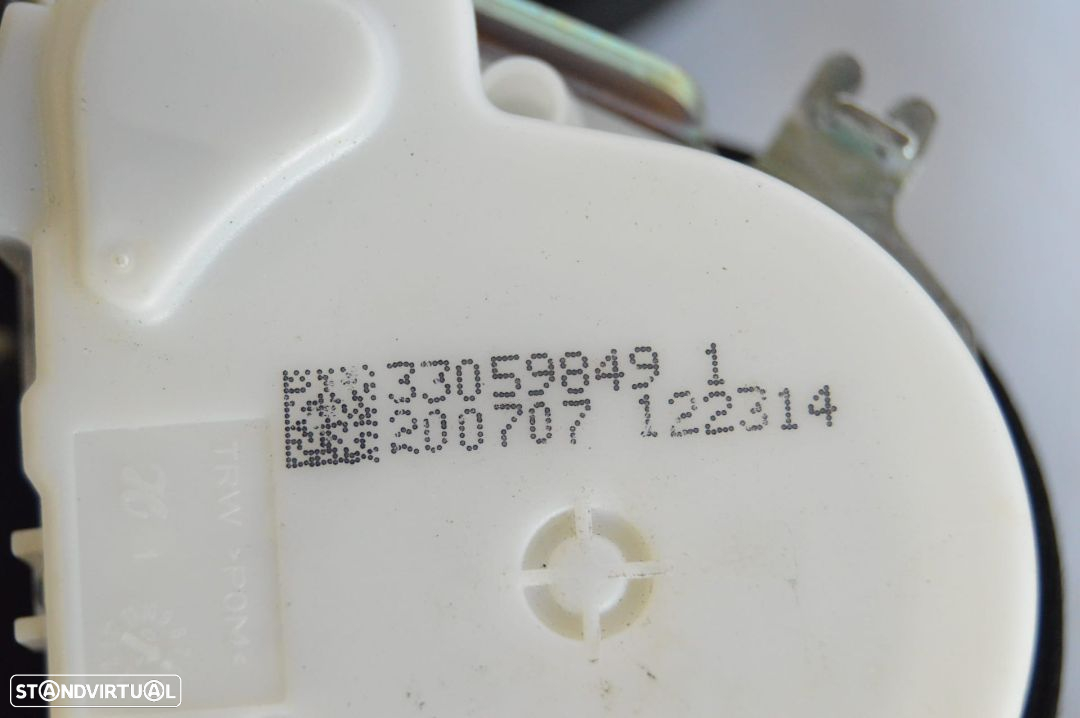 33059849 1
200707 122314
TRW >POM<
STANDVIRTUAL